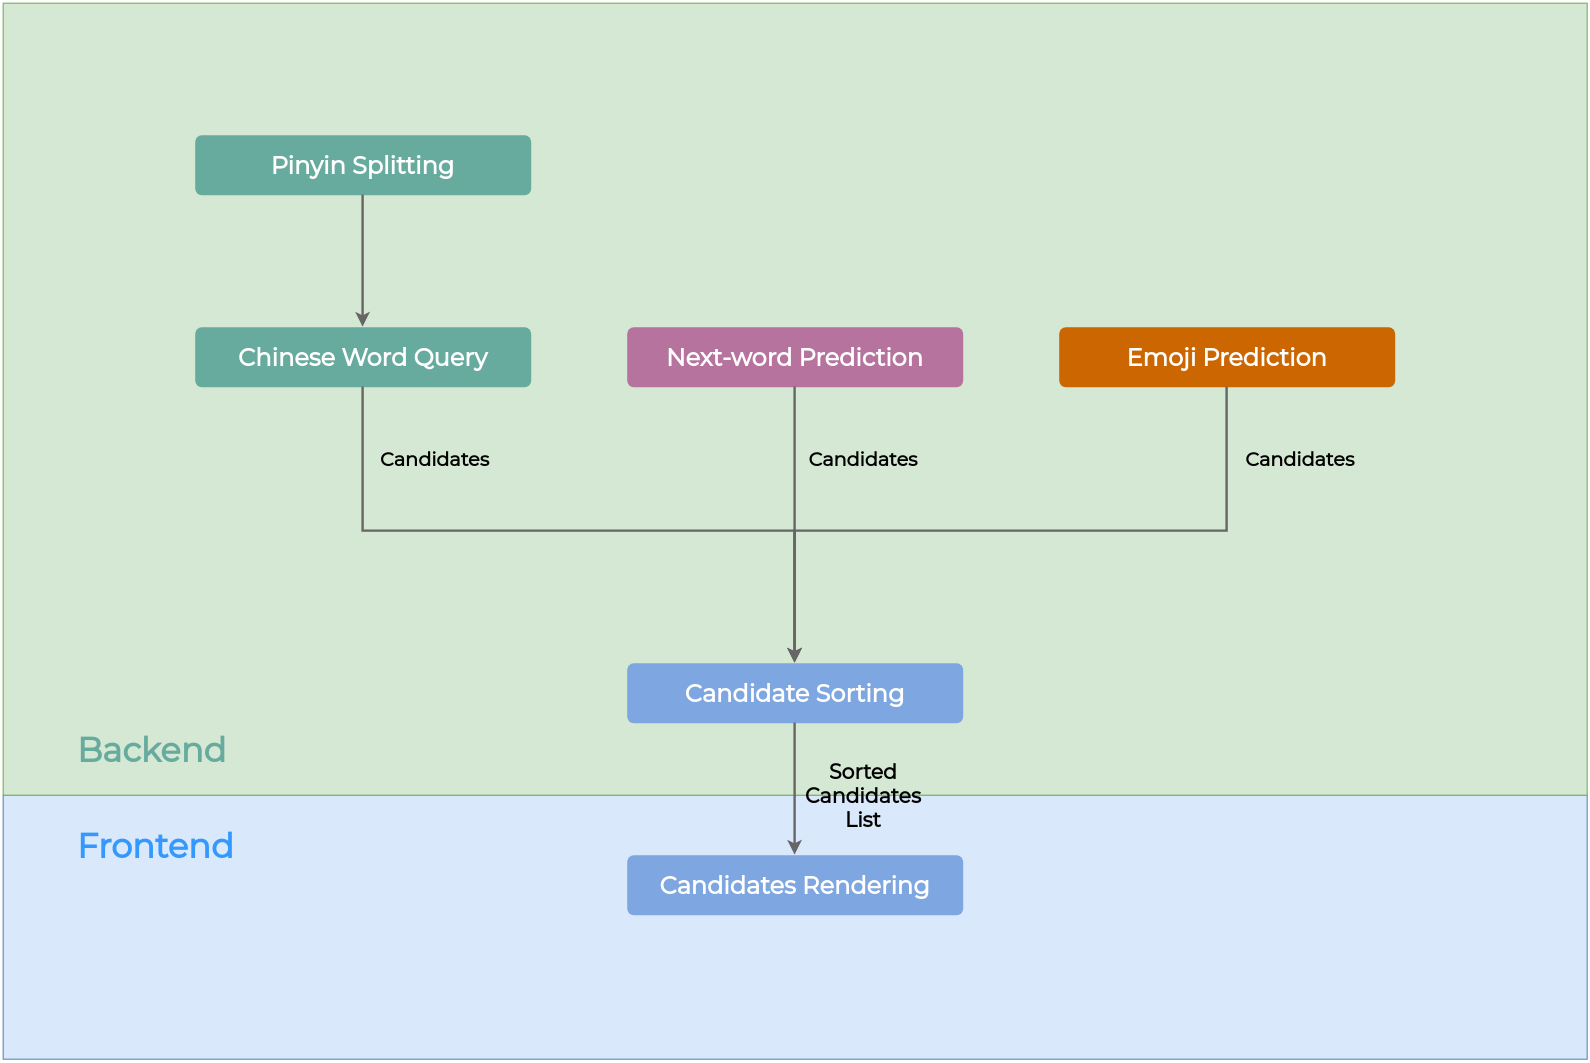 Pinyin Splitting
Chinese Word Query
Next-word Prediction
Emoji Prediction
Candidates
Candidates
Candidates
Candidate Sorting
Backend
Sorted
Candidates
List
Frontend
Candidates Rendering